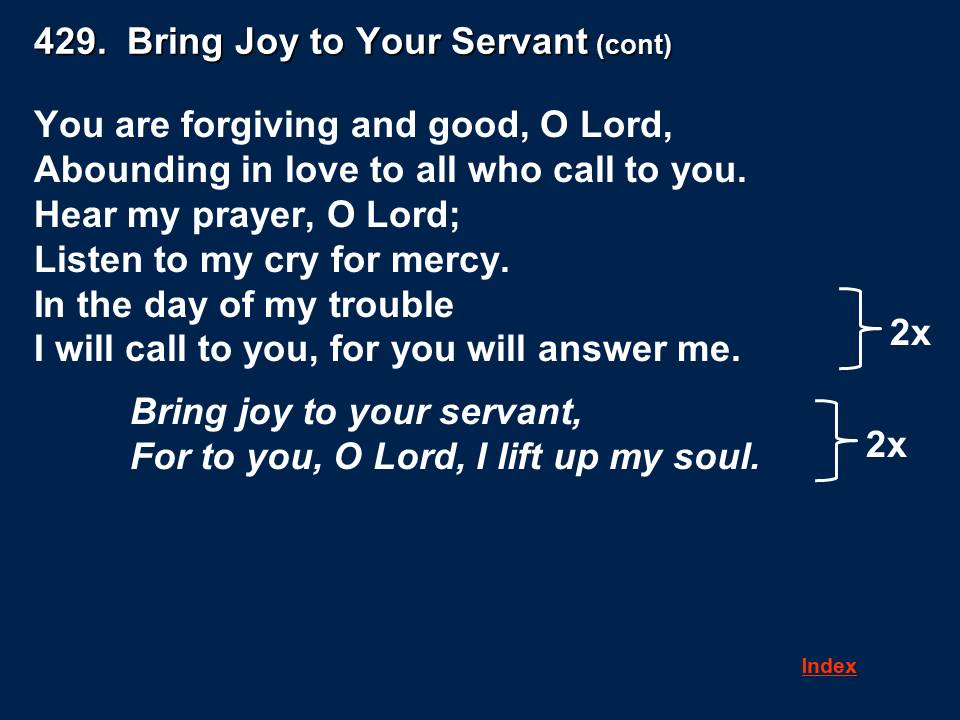 429. Bring Joy to Your Servant (cont)
You are forgiving and good, O Lord,
Abounding in love to all who call to you.
Hear my prayer, O Lord;
Listen to my cry for mercy.
In the day of my trouble
I will call to you, for you will answer me.
2x
Bring joy to your servant,
For to you, O Lord, I lift up my soul.
2x
Index